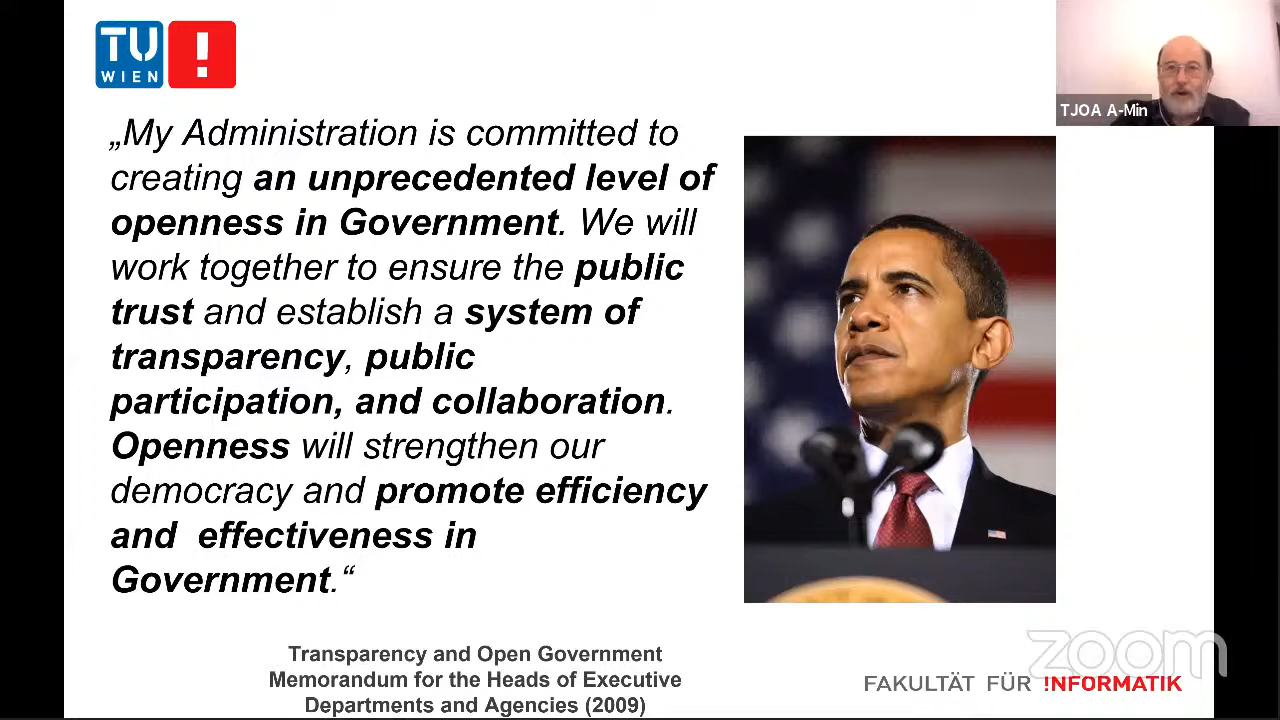 TU
WIEN
!
TJOA A-Min
„My Administration is committed to
creating an unprecedented level of
openness in Government. We will
work together to ensure the public
trust and establish a system of
transparency, public
participation, and collaboration.
Openness will strengthen our
democracy and promote efficiency
and  effectiveness in
Government.“
Transparency and Open Government
Memorandum for the Heads of Executive
Departments and Agencies (2009)
zoom
FAKULTÄT FÜR !NFORMATIK